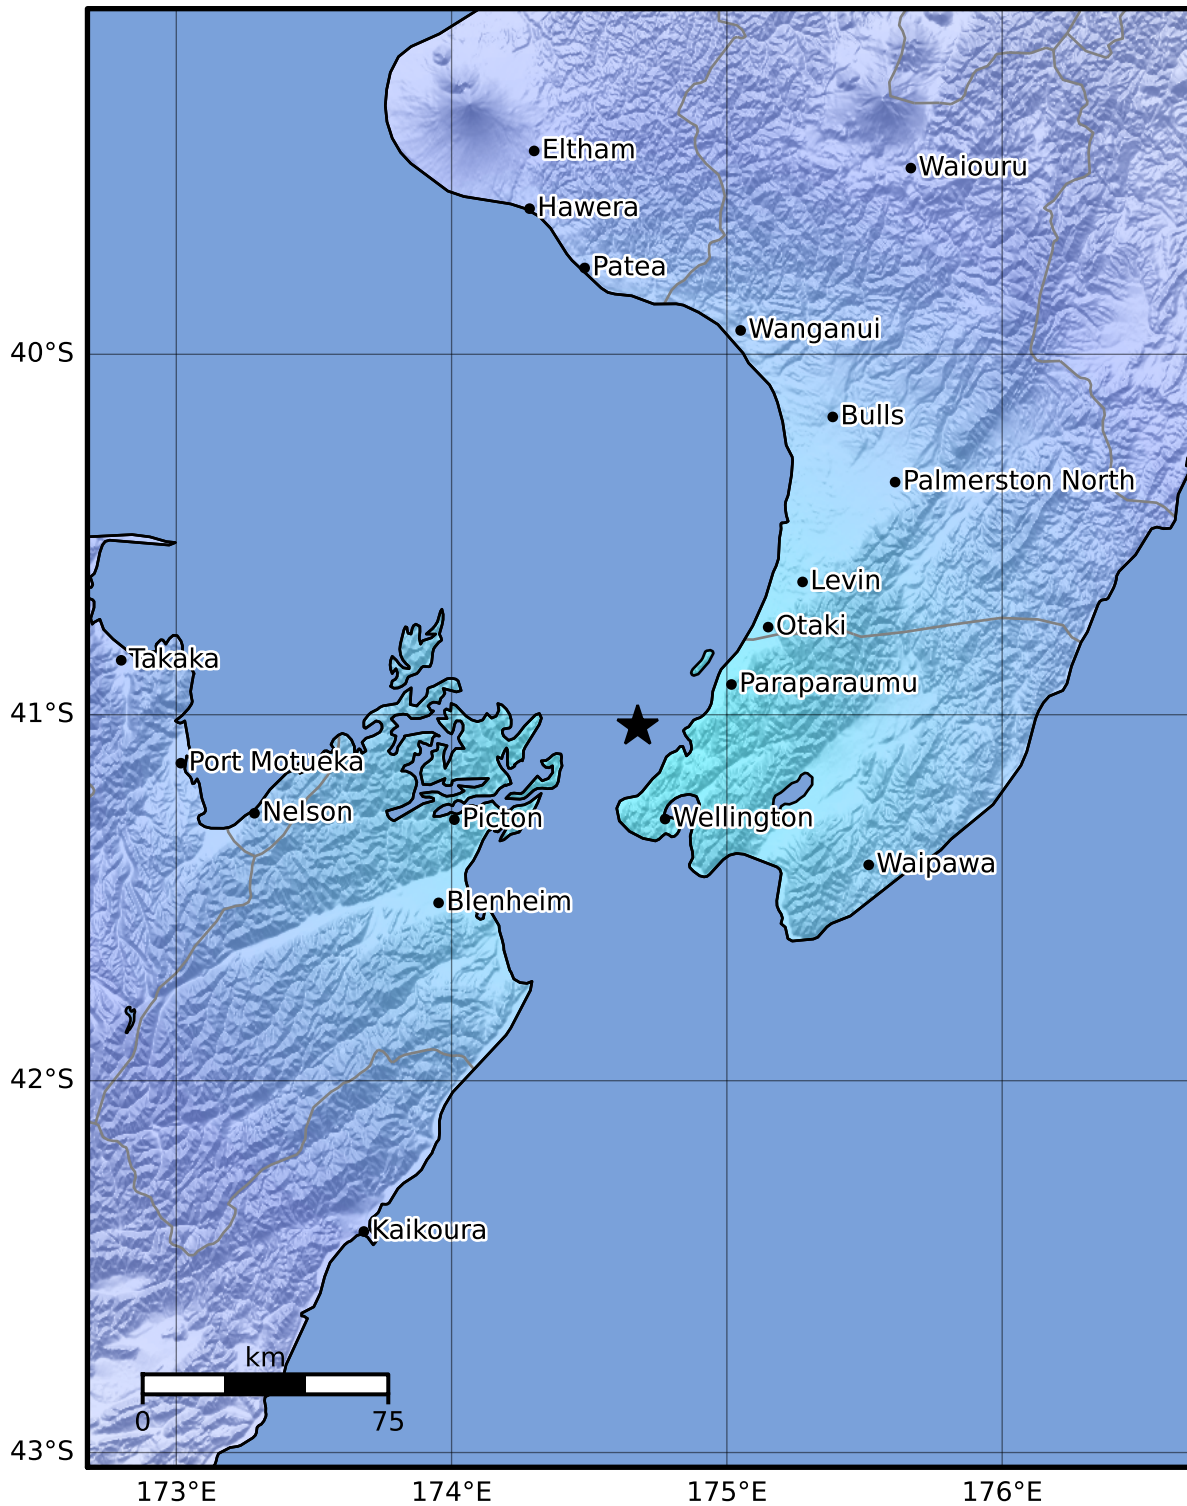 Eltham
Waiouru
Hawera
Patea
Wanganui
40°S
Bulls
Palmerston North
Levin
Otaki
Takaka
Paraparaumu
41°S
Port Motueka
Nelson
Picton
Wellington
Waipawa
Blenheim
42°S
Kaikoura
km
0 75
43°S
173°E 174°E 175°E 176°E